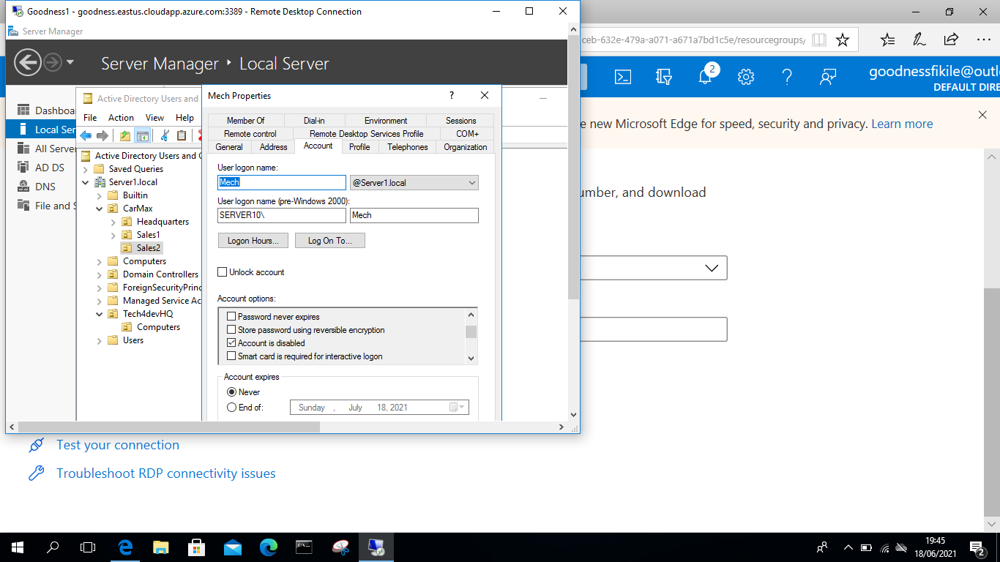 Goodness1 - goodness.eastus.cloudapp.azure.com:3389 - Remote Desktop Connection
Server Manager
Server Manager ‣ Local Server
Dashboa
Local Ser
All Serve
AD DS
DNS
File and S
Active Directory Users and
File Action View Help
Active Directory Users and C
Saved Queries
Server1.local
Builtin
CarMax
Headquarters
Sales1
Sales2
Computers
Domain Controllers
ForeignSecurityPrinc
Managed Service Ac
Tech4devHQ
Computers
Users
Mech Properties
?
Member Of Dial-in Environment Sessions
Remote control Remote Desktop Services Profile COM+
General Address Account Profile Telephones Organization
User logon name:
Mech @Server1.local
User logon name (pre-Windows 2000):
SERVER10\ Mech
Logon Hours... Log On To...
Unlock account
Account options:
Password never expires
Store password using reversible encryption
Account is disabled
Smart card is required for interactive logon
Account expires
Never
End of: Sunday , July 18, 2021
ceb-632e-479a-a071-a671a7bd1c5e/resourcegroups/
2
goodnessfikile@outlo
DEFAULT DIRE
e new Microsoft Edge for speed, security and privacy. Learn more
umber, and download
Test your connection
Troubleshoot RDP connectivity issues
19:45
18/06/2021
2